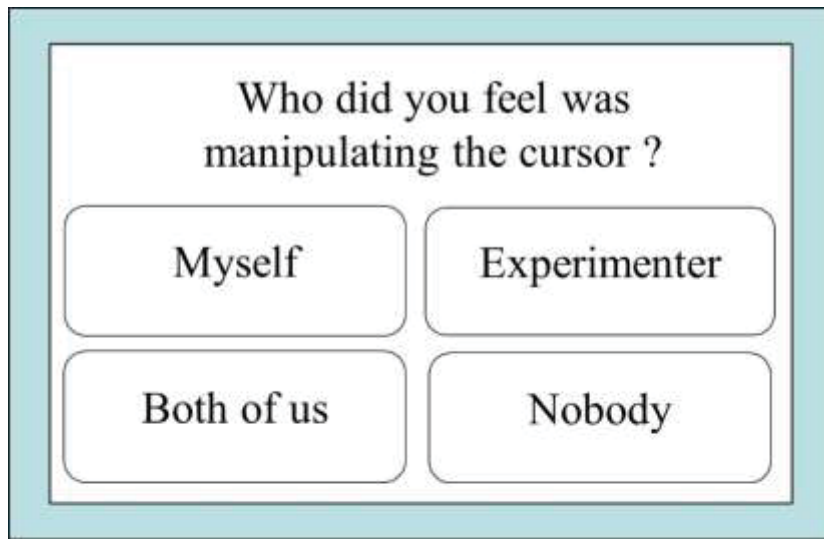 Who did you feel was
manipulating the cursor ?
Myself
Experimenter
Both of us
Nobody